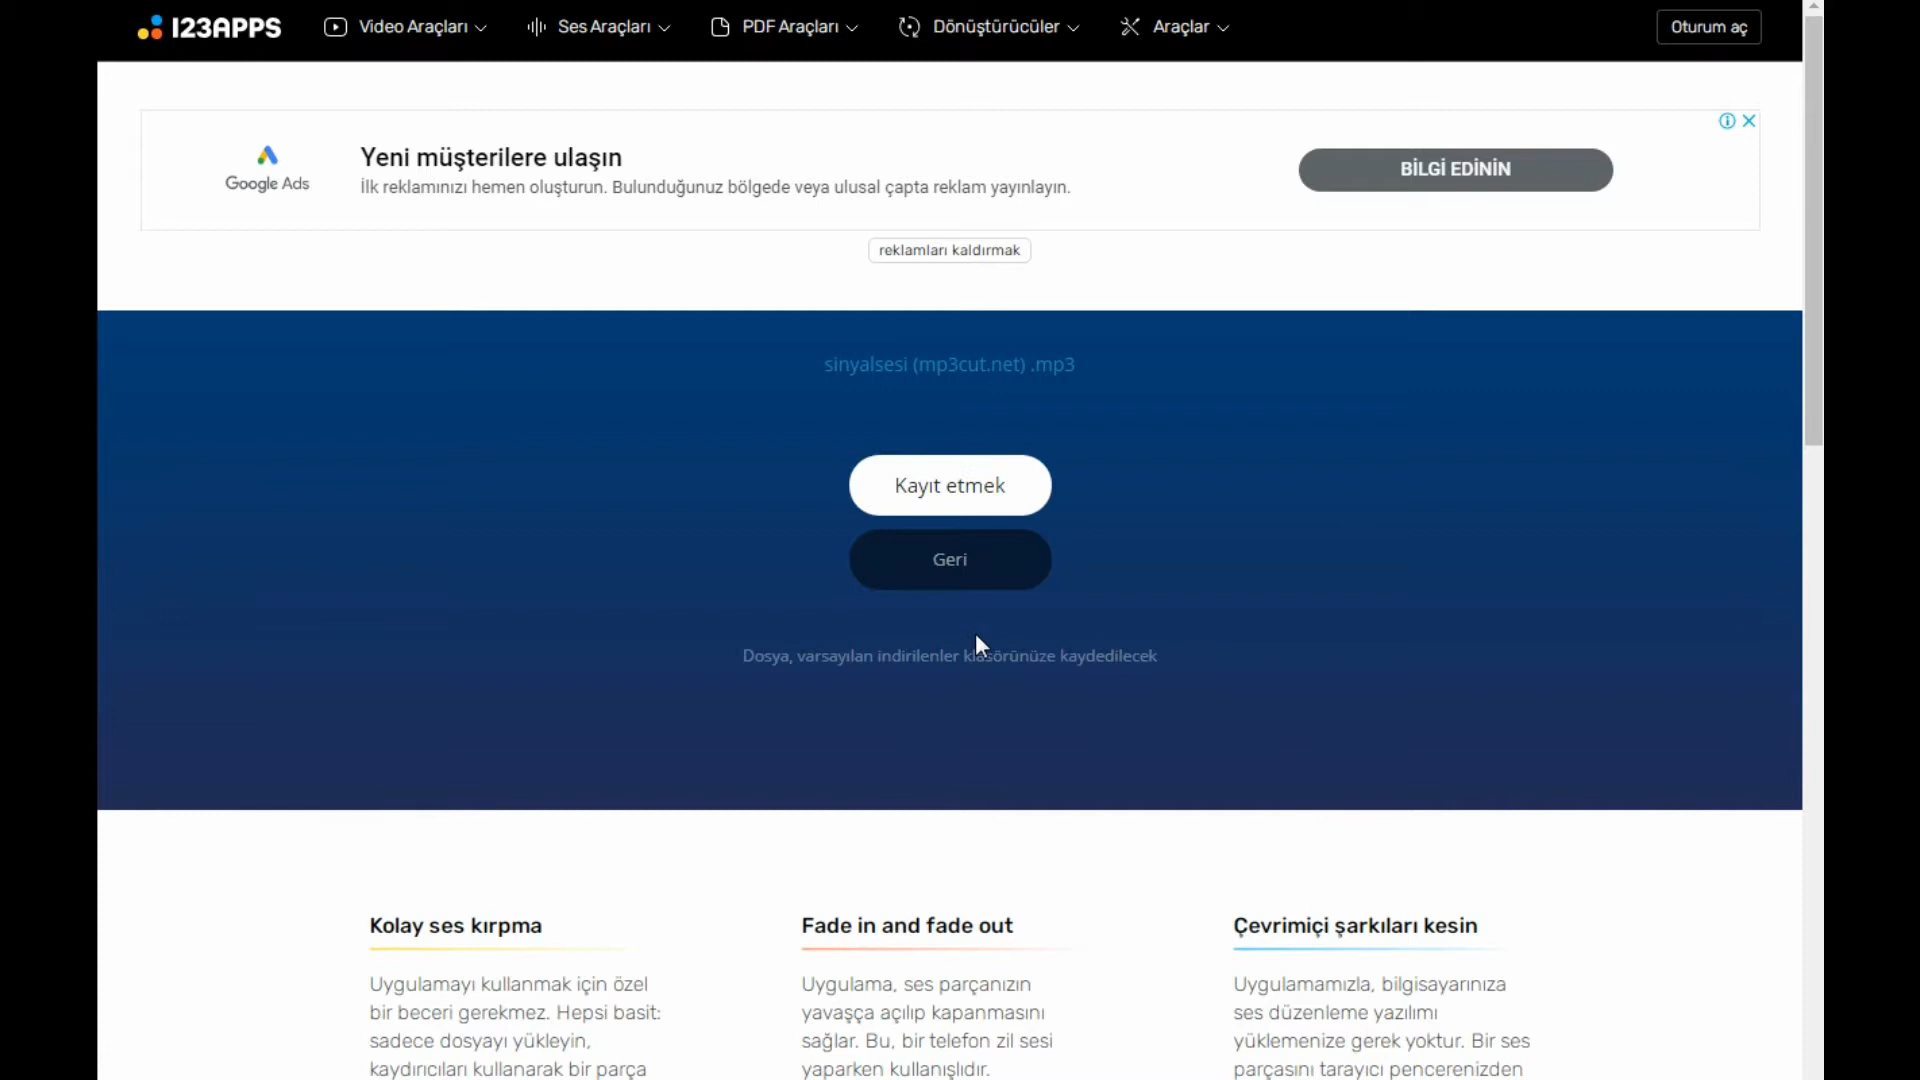 123APPS Video Araçları Ses Araçları PDF Araçları Dönüştürücüler Araçlar Oturum aç
Yeni müşterilere ulaşın
İlk reklamınızı hemen oluşturun. Bulunduğunuz bölgede veya ulusal çapta reklam yayınlayın.
Google Ads
BİLGİ EDİNİN
reklamları kaldırmak
sinyalsesi (mp3cut.net) .mp3
Kayıt etmek
Geri
Dosya, varsayılan indirilenler klasörünüze kaydedilecek
Kolay ses kırpma
Uygulamayı kullanmak için özel
bir beceri gerekmez. Hepsi basit:
sadece dosyayı yükleyin,
kaydırıcıları kullanarak bir parça
Fade in and fade out
Uygulama, ses parçanızın
yavaşça açılıp kapanmasını
sağlar. Bu, bir telefon zil sesi
yaparken kullanışlıdır.
Çevrimiçi şarkıları kesin
Uygulamamızla, bilgisayarınıza
ses düzenleme yazılımı
yüklemenize gerek yoktur. Bir ses
parçasını tarayıcı pencerenizden